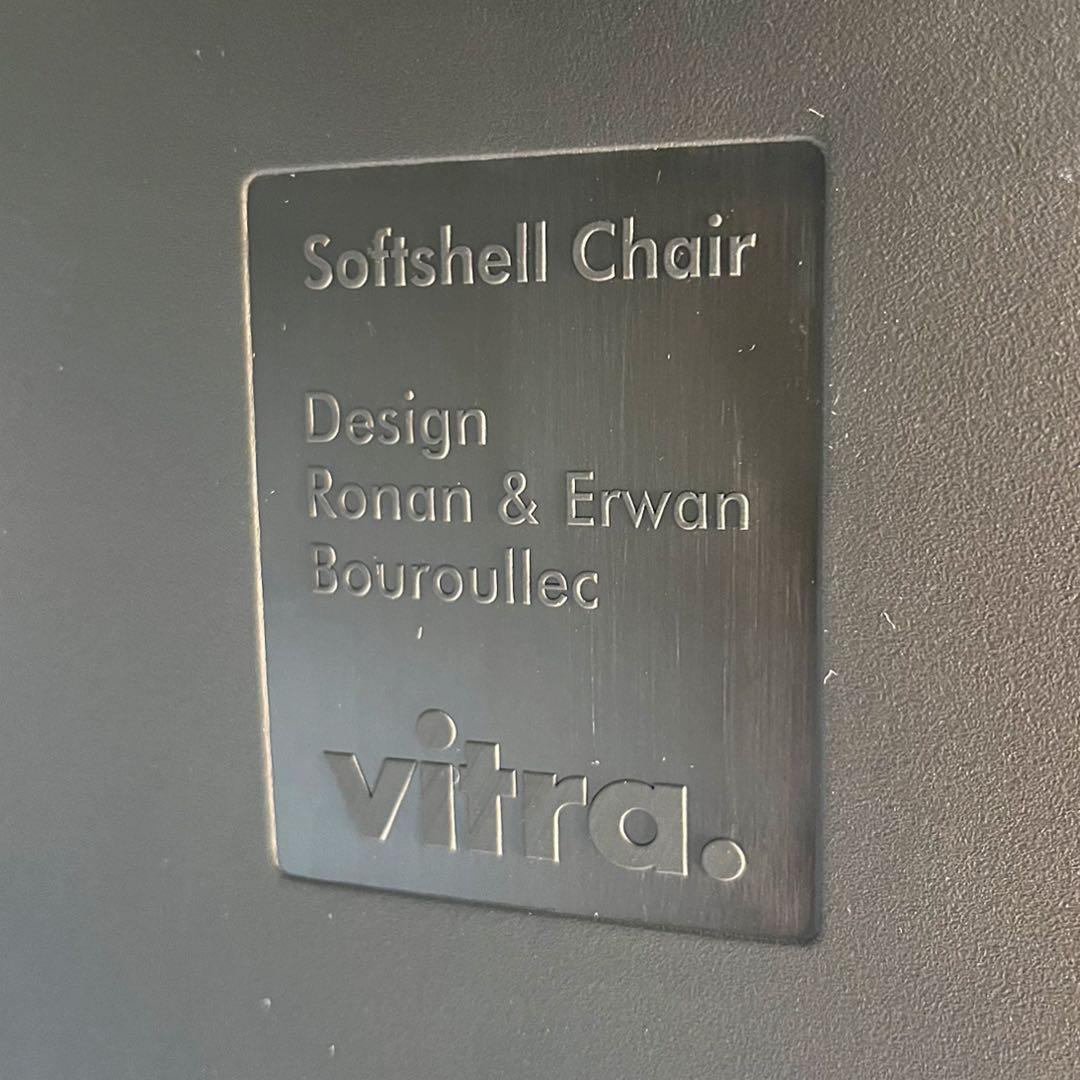 Softshell Chair
Design
Ronan & Erwan
Bouroullec
vitra.